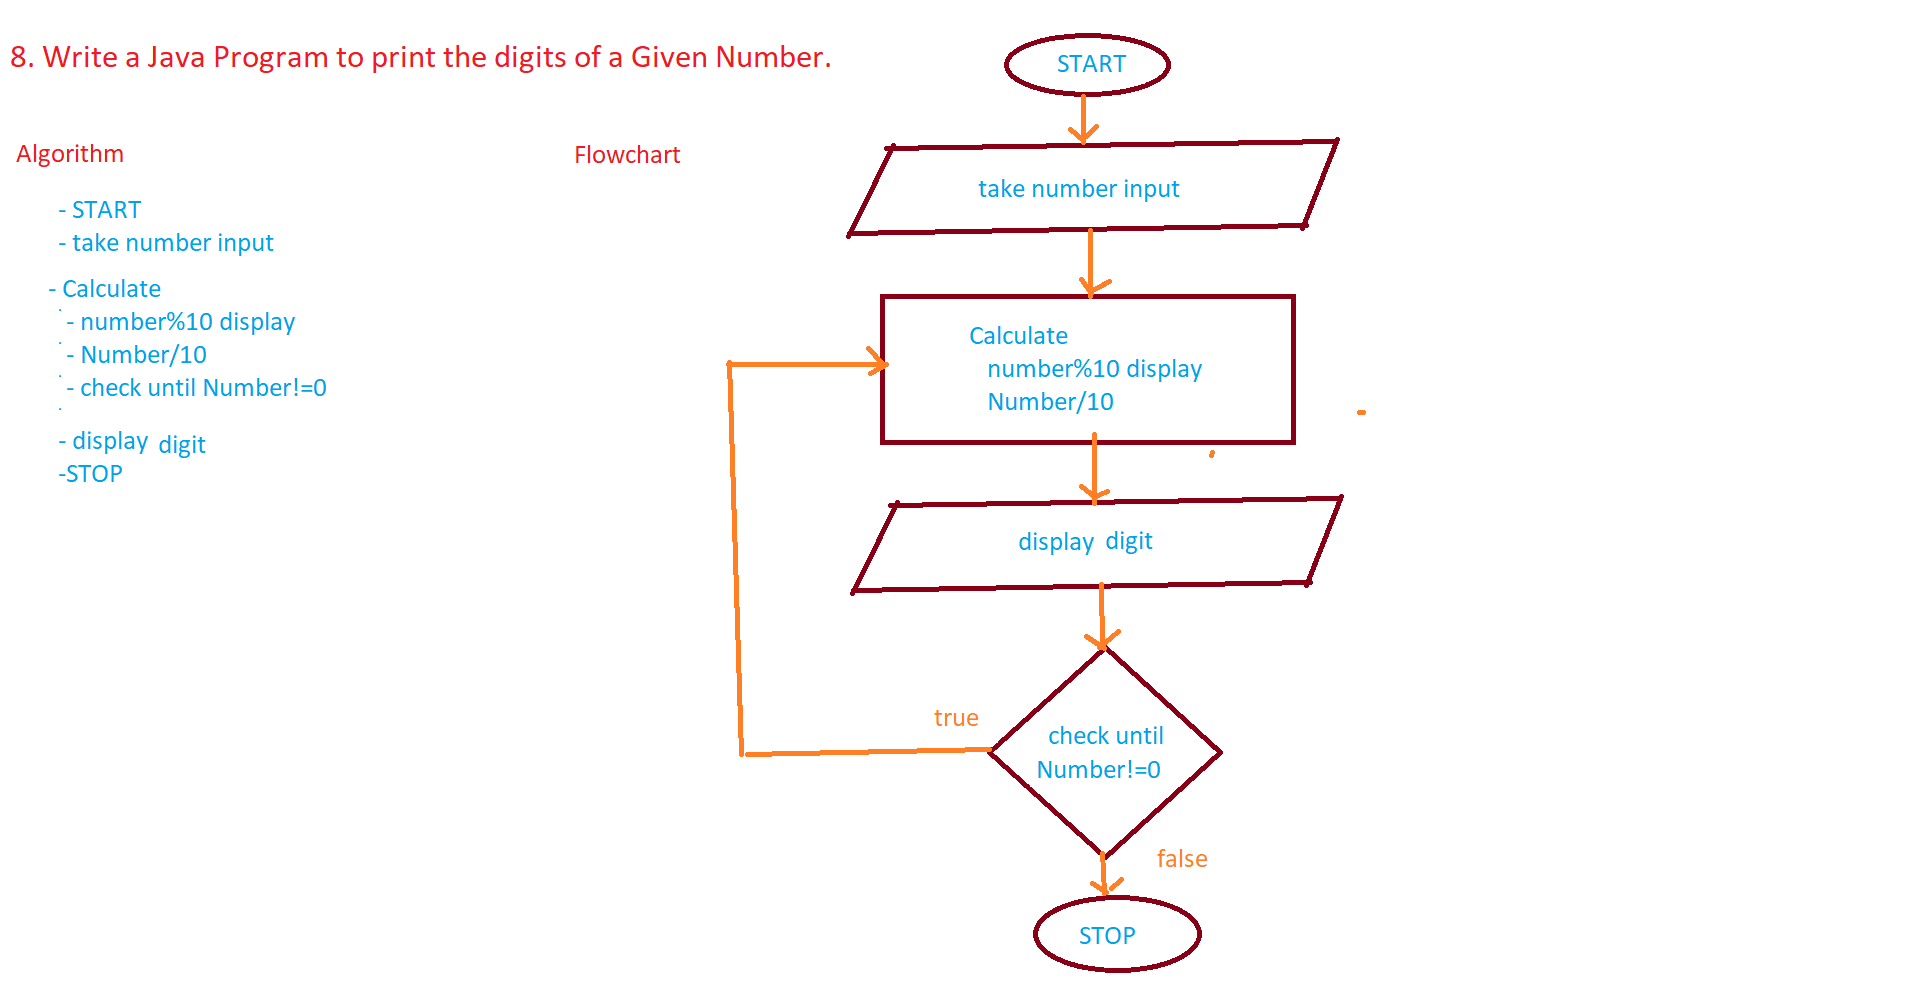 8. Write a Java Program to print the digits of a Given Number.
Algorithm
- START
- take number input
- Calculate
- number%10 display
- Number/10
- check until Number!=0
- display digit
-STOP
Flowchart
START
take number input
Calculate
number%10 display
Number/10
display digit
true
check until
Number!=0
false
STOP